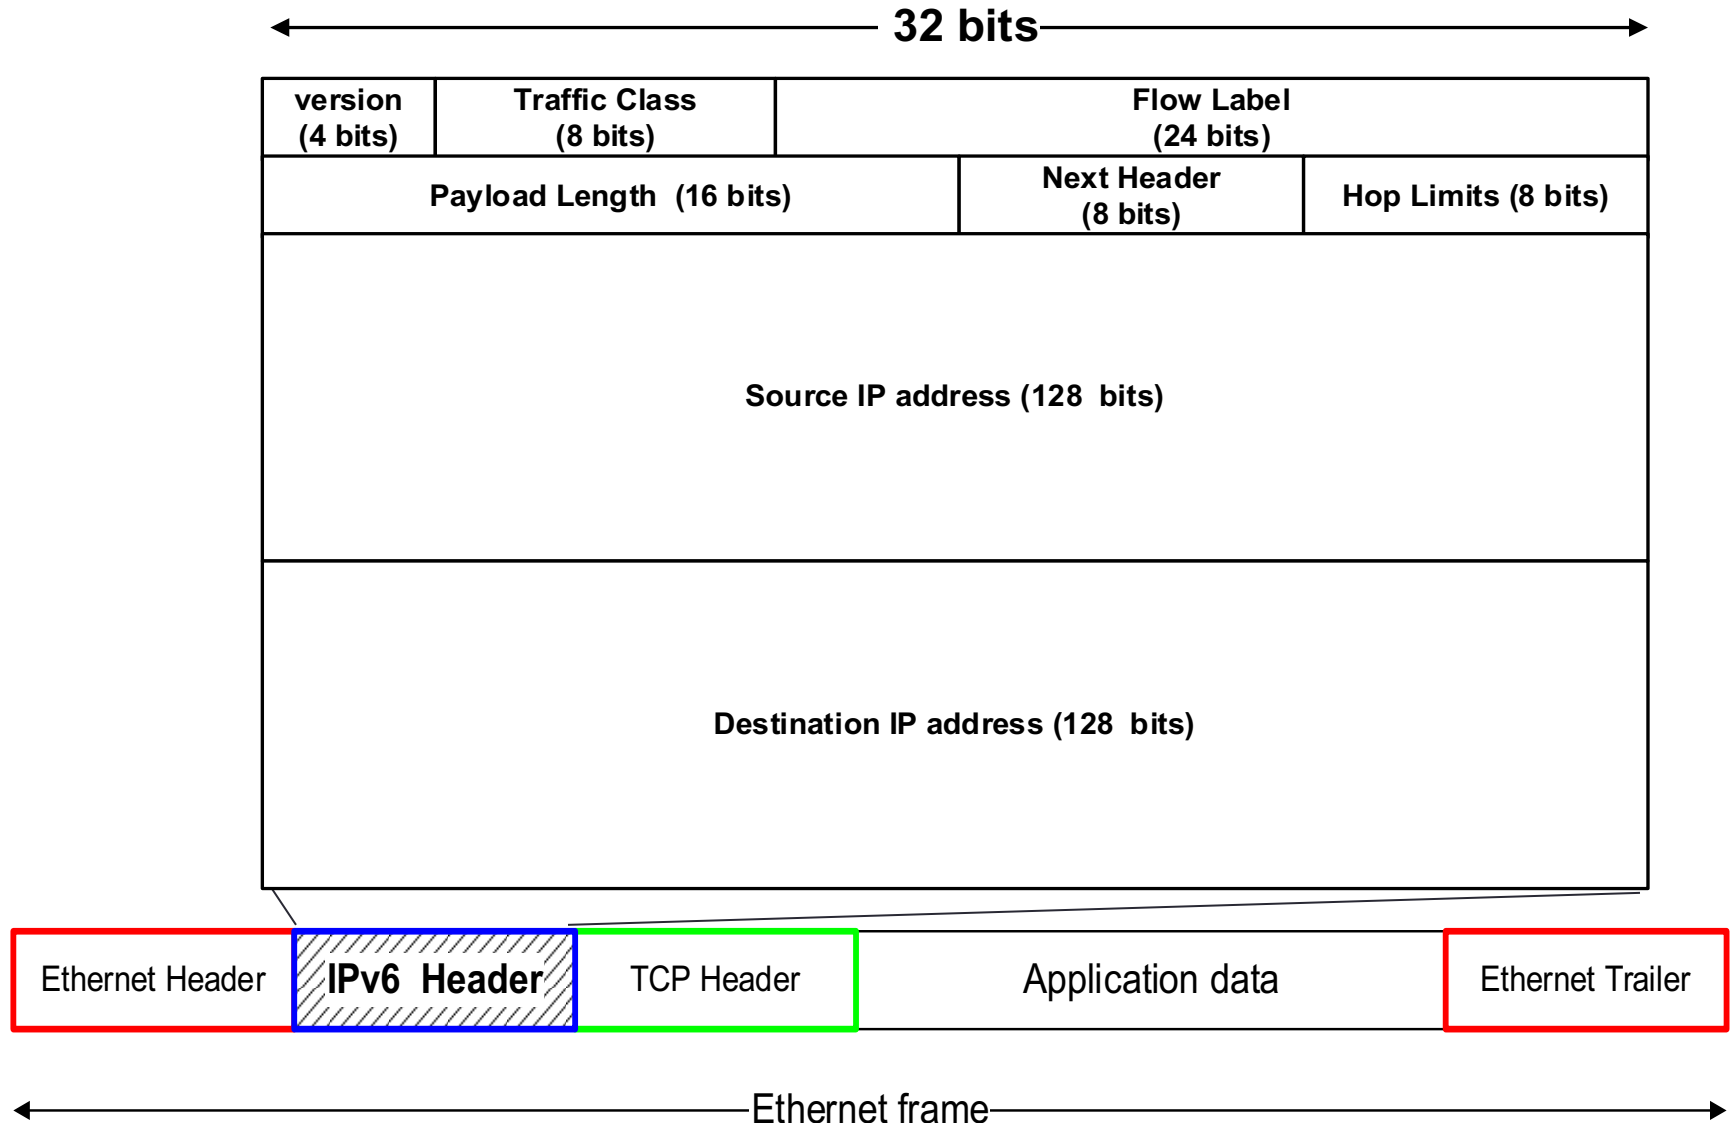 32 bits
version
(4 bits)
Traffic Class
(8 bits)
Flow Label
(24 bits)
Payload Length  (16 bits)
Next Header
(8 bits)
Hop Limits (8 bits)
Source IP address (128  bits)
Destination IP address (128  bits)
Ethernet Header
IPv6  Header
TCP Header
Application data
Ethernet Trailer
Ethernet frame